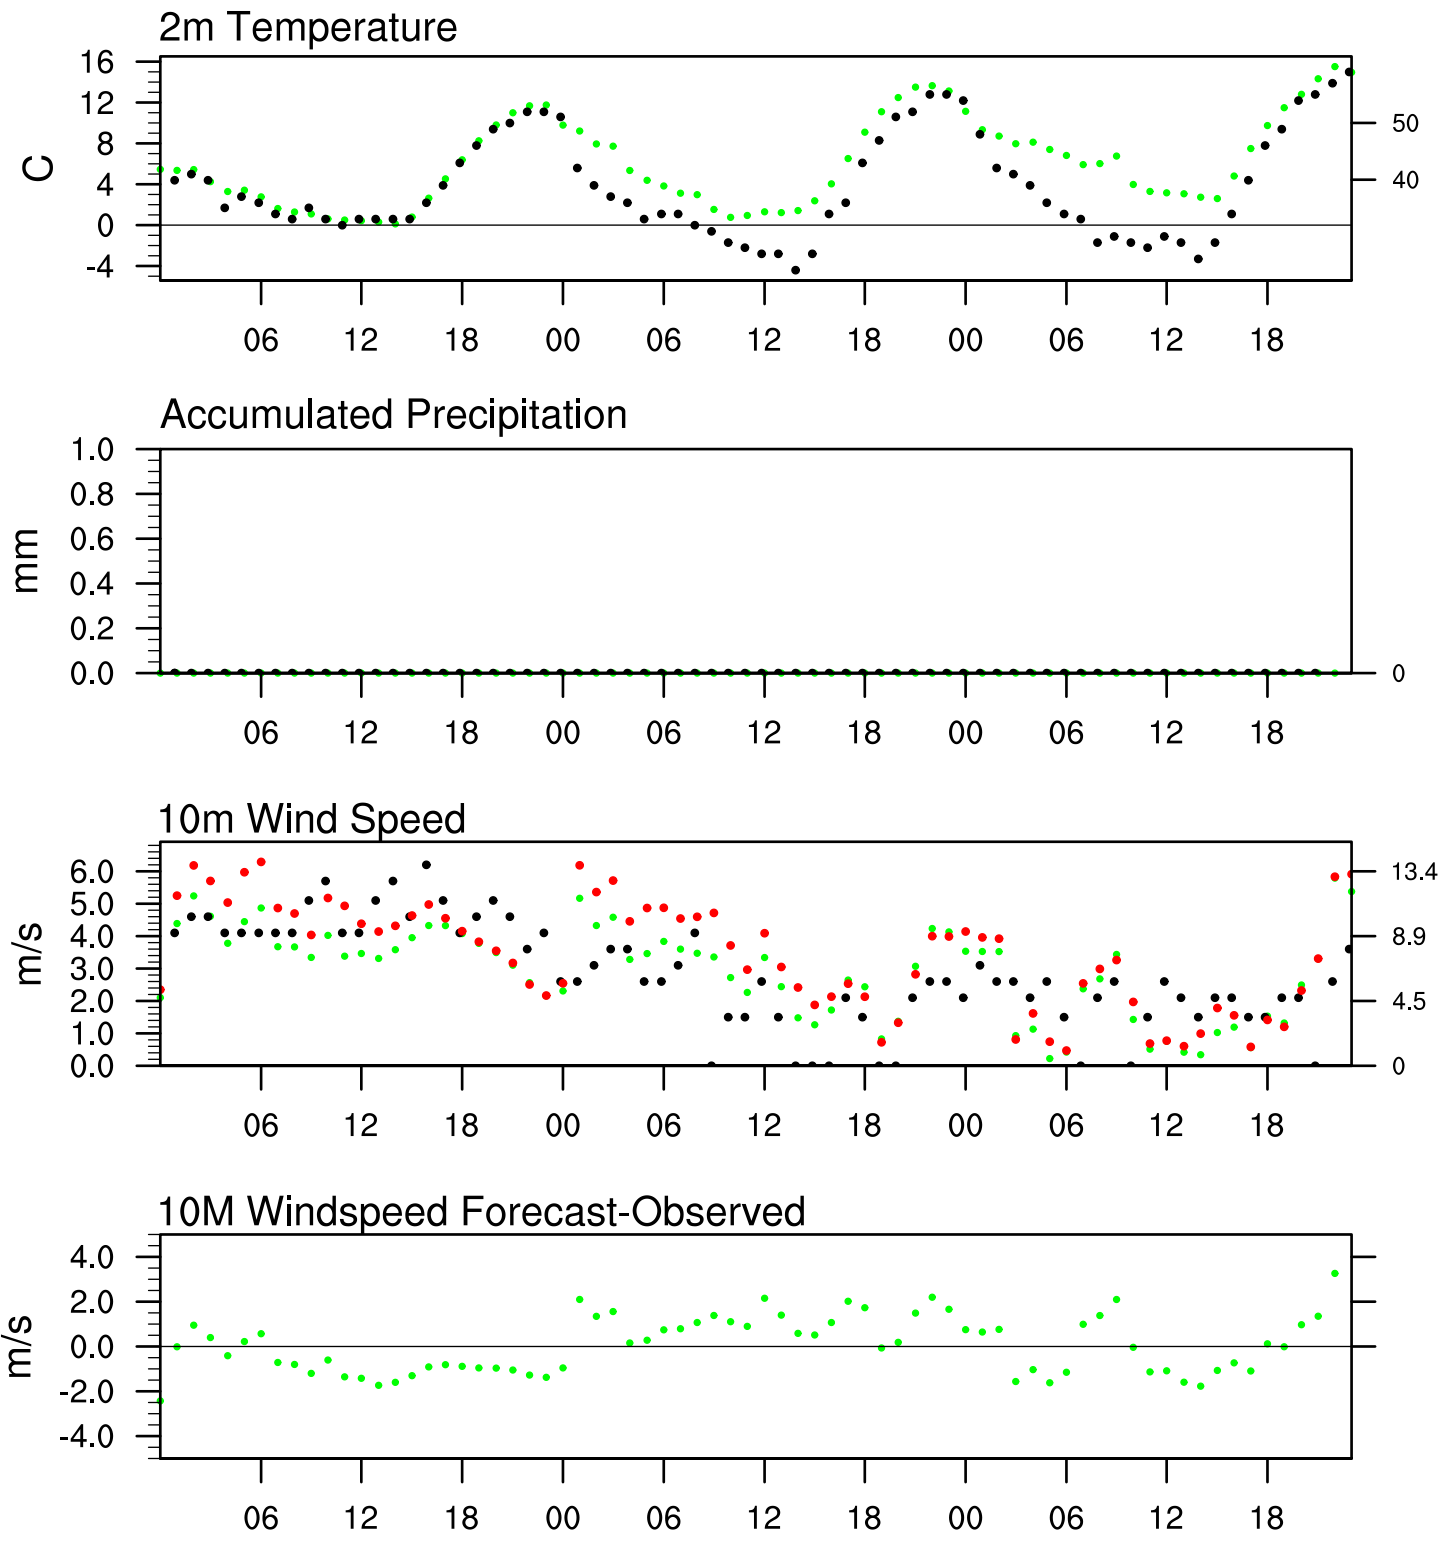 2m Temperature
16
12
8
4
0
-4
C
50
40
06 12 18 00 06 12 18 00 06 12 18
Accumulated Precipitation
1.0
0.8
0.6
0.4
0.2
0.0
mm
0
06 12 18 00 06 12 18 00 06 12 18
10m Wind Speed
6.0
5.0
4.0
3.0
2.0
1.0
0.0
m/s
13.4
8.9
4.5
0
06 12 18 00 06 12 18 00 06 12 18
10M Windspeed Forecast-Observed
4.0
2.0
0.0
-2.0
-4.0
m/s
06 12 18 00 06 12 18 00 06 12 18